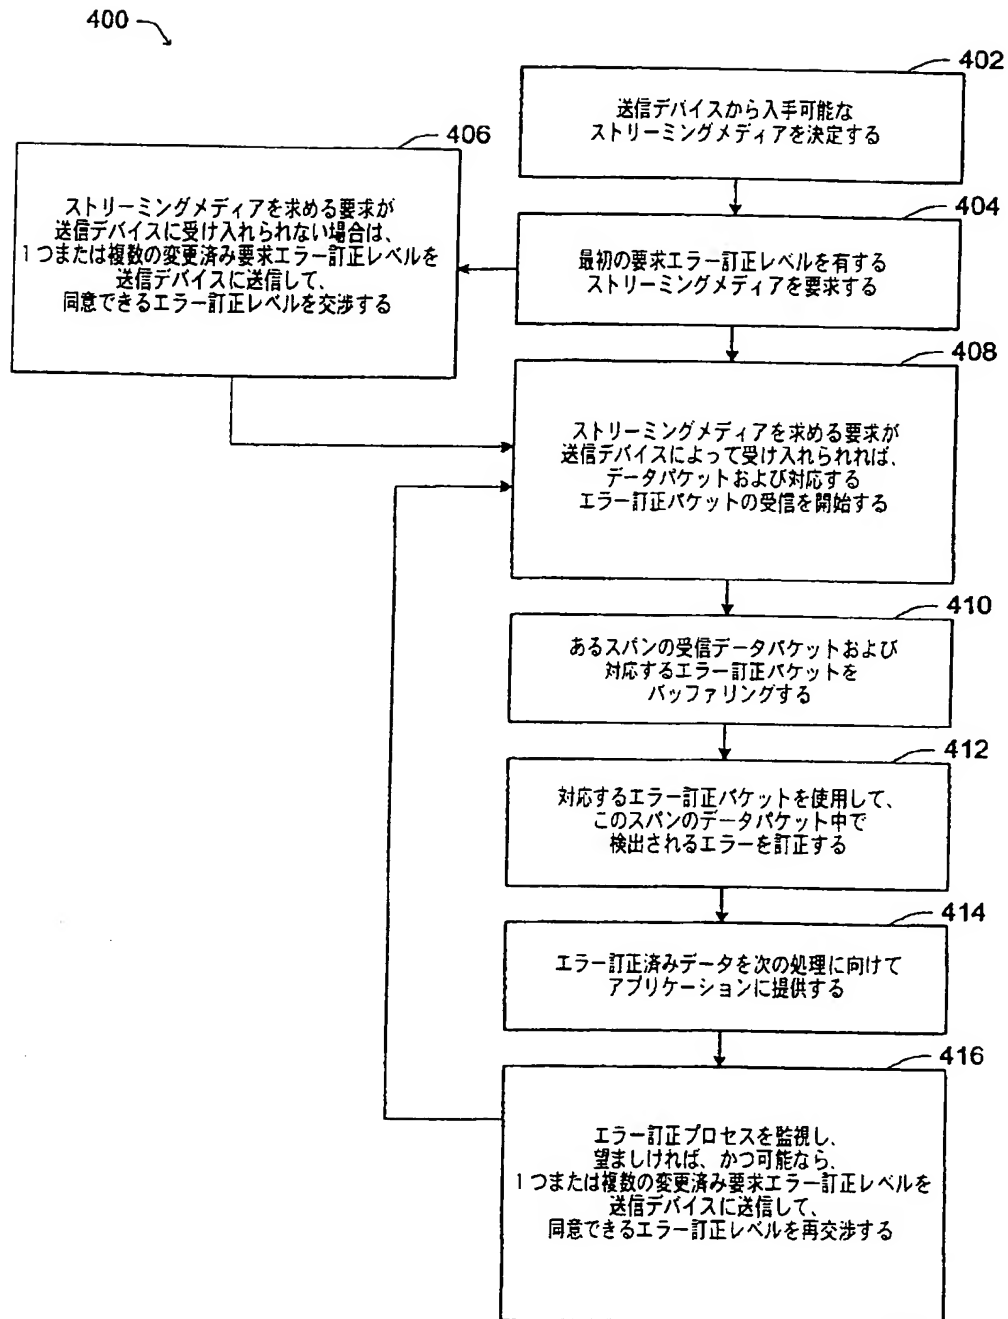 400
402
送信デバイスから入手可能な
ストリーミングメディアを決定する
404
最初の要求エラー訂正レベルを有する
ストリーミングメディアを要求する
406
ストリーミングメディアを求める要求が
送信デバイスに受け入れられない場合は、
1つまたは複数の変更済み要求エラー訂正レベルを
送信デバイスに送信して、
同意できるエラー訂正レベルを交渉する
408
ストリーミングメディアを求める要求が
送信デバイスによって受け入れられれば、
データパケットおよび対応する
エラー訂正パケットの受信を開始する
410
あるスパンの受信データパケットおよび
対応するエラー訂正パケットを
バッファリングする
412
対応するエラー訂正パケットを使用して、
このスパンのデータパケット中で
検出されるエラーを訂正する
414
エラー訂正済みデータを次の処理に向けて
アプリケーションに提供する
416
エラー訂正プロセスを監視し、
望ましければ、かつ可能なら、
1つまたは複数の変更済み要求エラー訂正レベルを
送信デバイスに送信して、
同意できるエラー訂正レベルを再交渉する